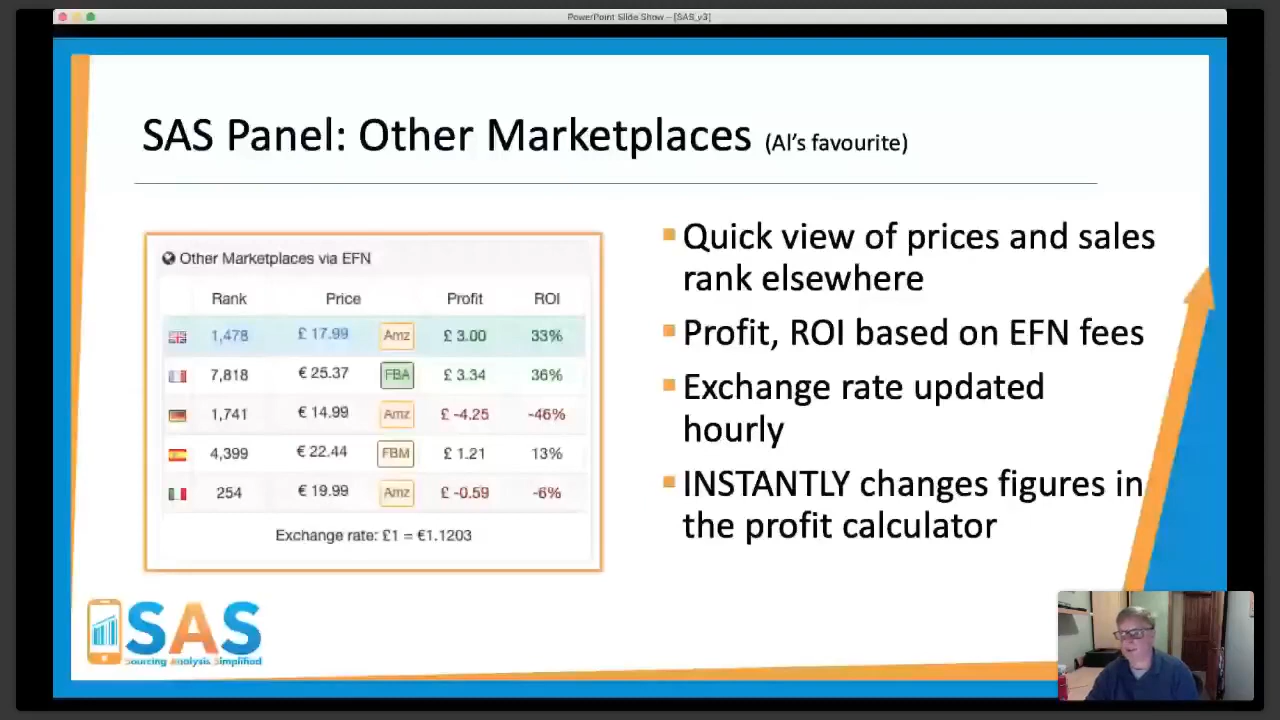 PowerPoint Slide Show - [SAS_v3]
SAS Panel: Other Marketplaces (Al's favourite)
Other Marketplaces via EFN
Rank Price Profit ROI
1,478 £ 17.99 Amz £ 3.00 33%
7,818 € 25.37 FBA £ 3.34 36%
1,741 € 14.99 Amz £ -4.25 -46%
4,399 € 22.44 FBM £ 1.21 13%
254 € 19.99 Amz £ -0.59 -6%
Exchange rate: £1 = €1.1203
Quick view of prices and sales
rank elsewhere
Profit, ROI based on EFN fees
Exchange rate updated
hourly
INSTANTLY changes figures in
the profit calculator
SAS
Sourcing Analysis Simplified